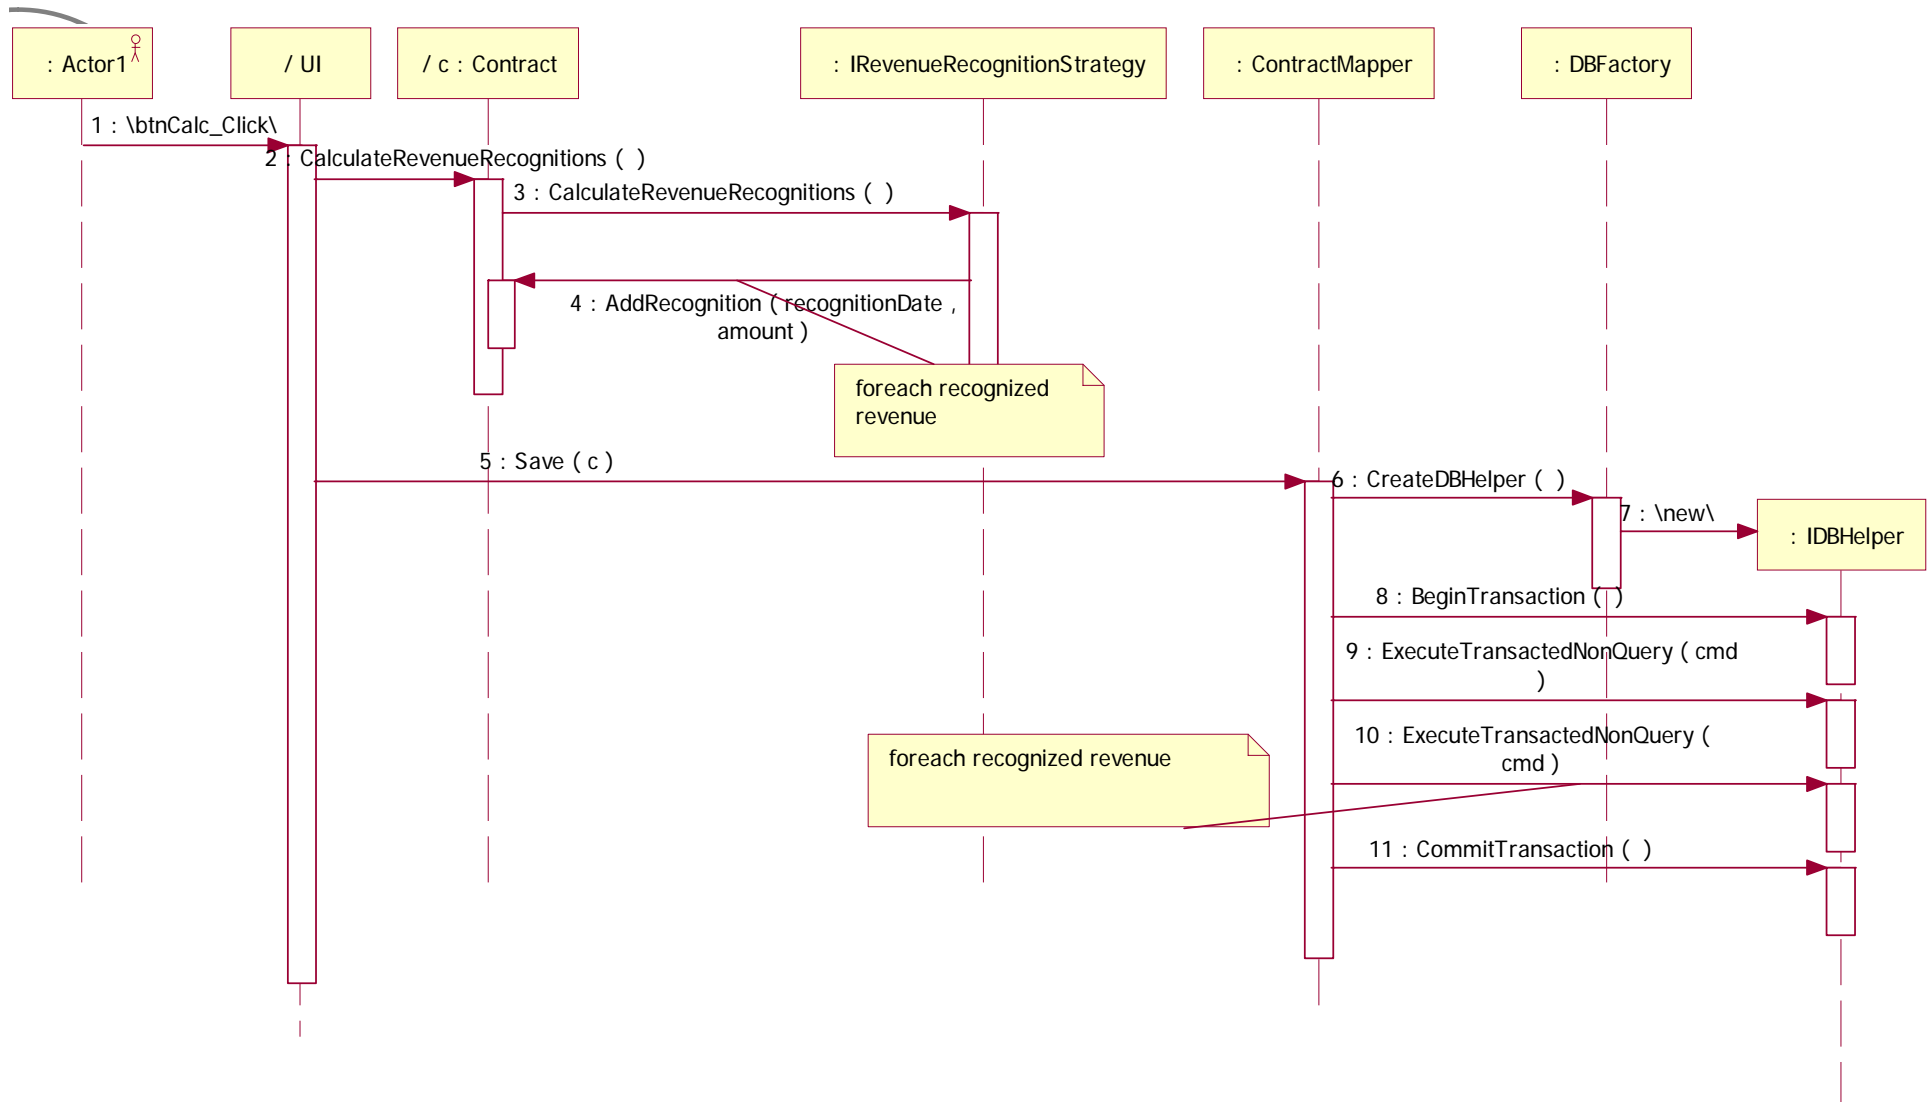 : Actor1
/ UI
/ c : Contract
: IRevenueRecognitionStrategy
: ContractMapper
: DBFactory
1 : \btnCalc_Click\
2 : CalculateRevenueRecognitions ( )
3 : CalculateRevenueRecognitions ( )
4 : AddRecognition ( recognitionDate ,
amount )
foreach recognized
revenue
5 : Save ( c )
6 : CreateDBHelper ( )
7 : \new\
: IDBHelper
8 : BeginTransaction ( )
9 : ExecuteTransactedNonQuery ( cmd
)
10 : ExecuteTransactedNonQuery (
cmd )
foreach recognized revenue
11 : CommitTransaction ( )